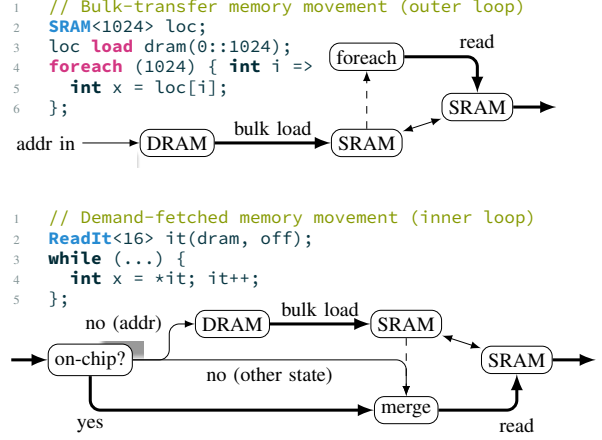 1 // Bulk-transfer memory movement (outer loop)
2 SRAM<1024> loc;
3 loc load dram(0::1024);
4 foreach (1024) { int i =>
5 int x = loc[i];
6 };
foreach
read
SRAM
addr in
DRAM
bulk load
SRAM
1 // Demand-fetched memory movement (inner loop)
2 ReadIt<16> it(dram, off);
3 while (...) {
4 int x = *it; it++;
5 };
no (addr)
DRAM
bulk load
SRAM
on-chip?
SRAM
no (other state)
yes
merge
read